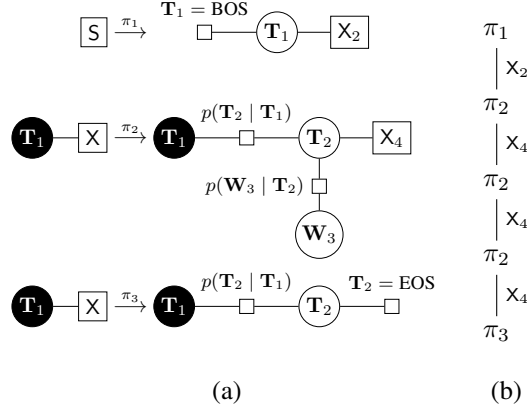 S π₁ T₁ = BOS T₁ X₂
T₁ X π₂ T₁ p(T₂ | T₁) T₂ X₄
p(W₃ | T₂)
W₃
T₁ X π₃ T₁ p(T₂ | T₁) T₂ T₂ = EOS
(a)
π₁
X₂
π₂
X₄
π₂
X₄
π₂
X₄
π₃
(b)